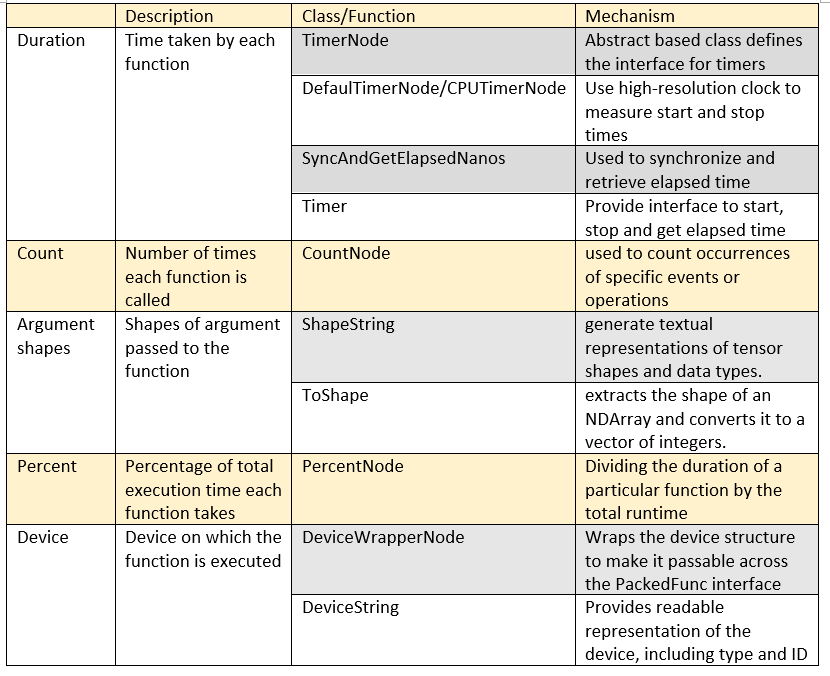 Description Class/Function Mechanism
Duration Time taken by each TimerNode Abstract based class defines
function the interface for timers
DefaulTimerNode/CPUTimerNode Use high-resolution clock to
measure start and stop
times
SyncAndGetElapsedNanos Used to synchronize and
retrieve elapsed time
Timer Provide interface to start,
stop and get elapsed time
Count Number of times CountNode used to count occurrences
each function is of specific events or
called operations
Argument Shapes of argument ShapeString generate textual
shapes passed to the representations of tensor
function shapes and data types.
ToShape extracts the shape of an
NDArray and converts it to a
vector of integers.
Percent Percentage of total PercentNode Dividing the duration of a
execution time each particular function by the
function takes total runtime
Device Device on which the DeviceWrapperNode Wraps the device structure
function is executed to make it passable across
the PackedFunc interface
DeviceString Provides readable
representation of the
device, including type and ID